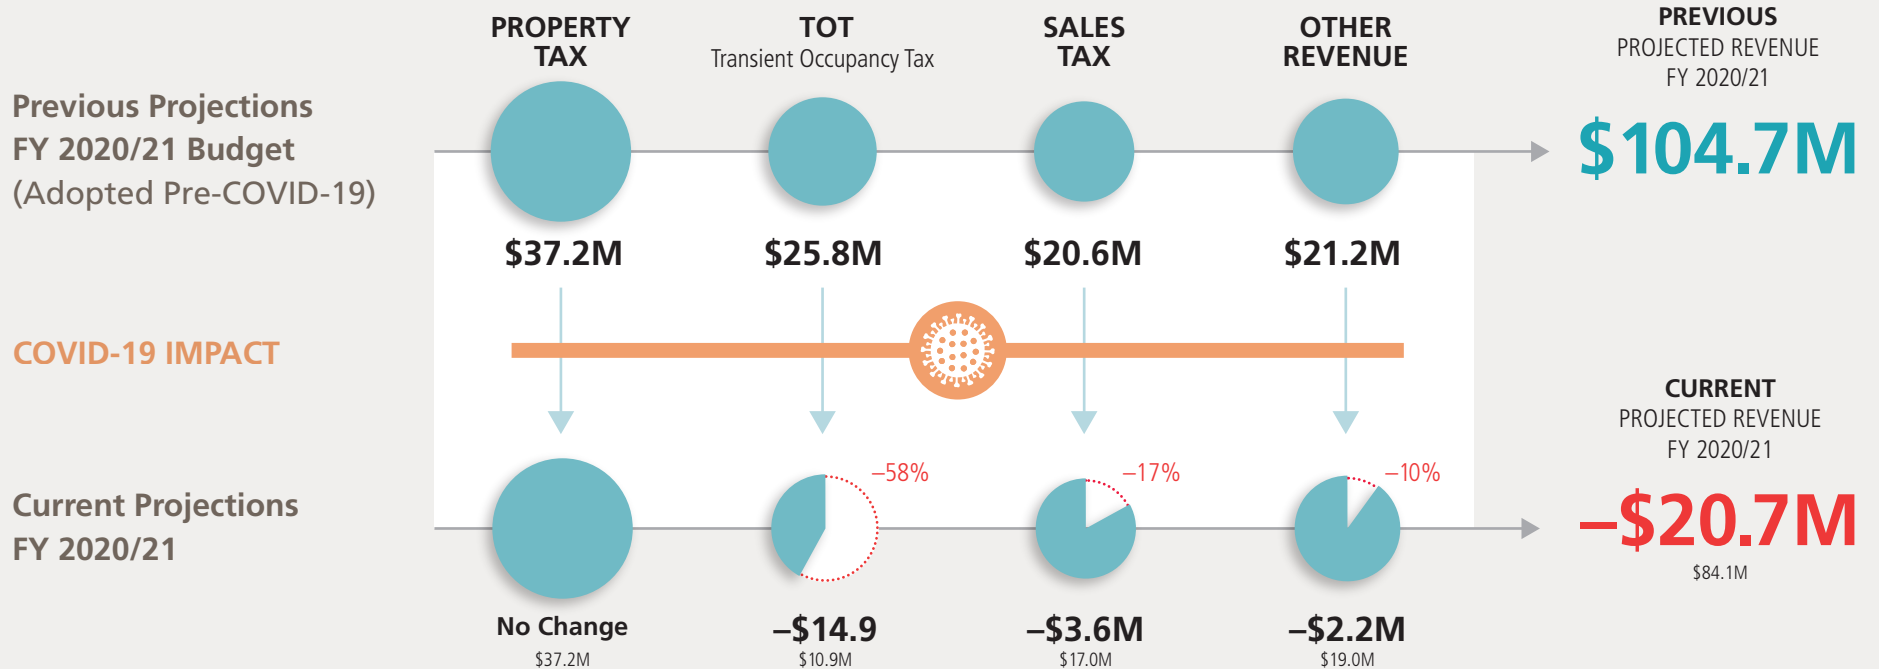 PROPERTY
TAX
TOT
Transient Occupancy Tax
SALES
TAX
OTHER
REVENUE
PREVIOUS
PROJECTED REVENUE
FY 2020/21
$104.7M
Previous Projections
FY 2020/21 Budget
(Adopted Pre-COVID-19)
$37.2M
$25.8M
$20.6M
$21.2M
COVID-19 IMPACT
CURRENT
PROJECTED REVENUE
FY 2020/21
–$20.7M
$84.1M
Current Projections
FY 2020/21
–58%
–17%
–10%
No Change
$37.2M
–$14.9
$10.9M
–$3.6M
$17.0M
–$2.2M
$19.0M